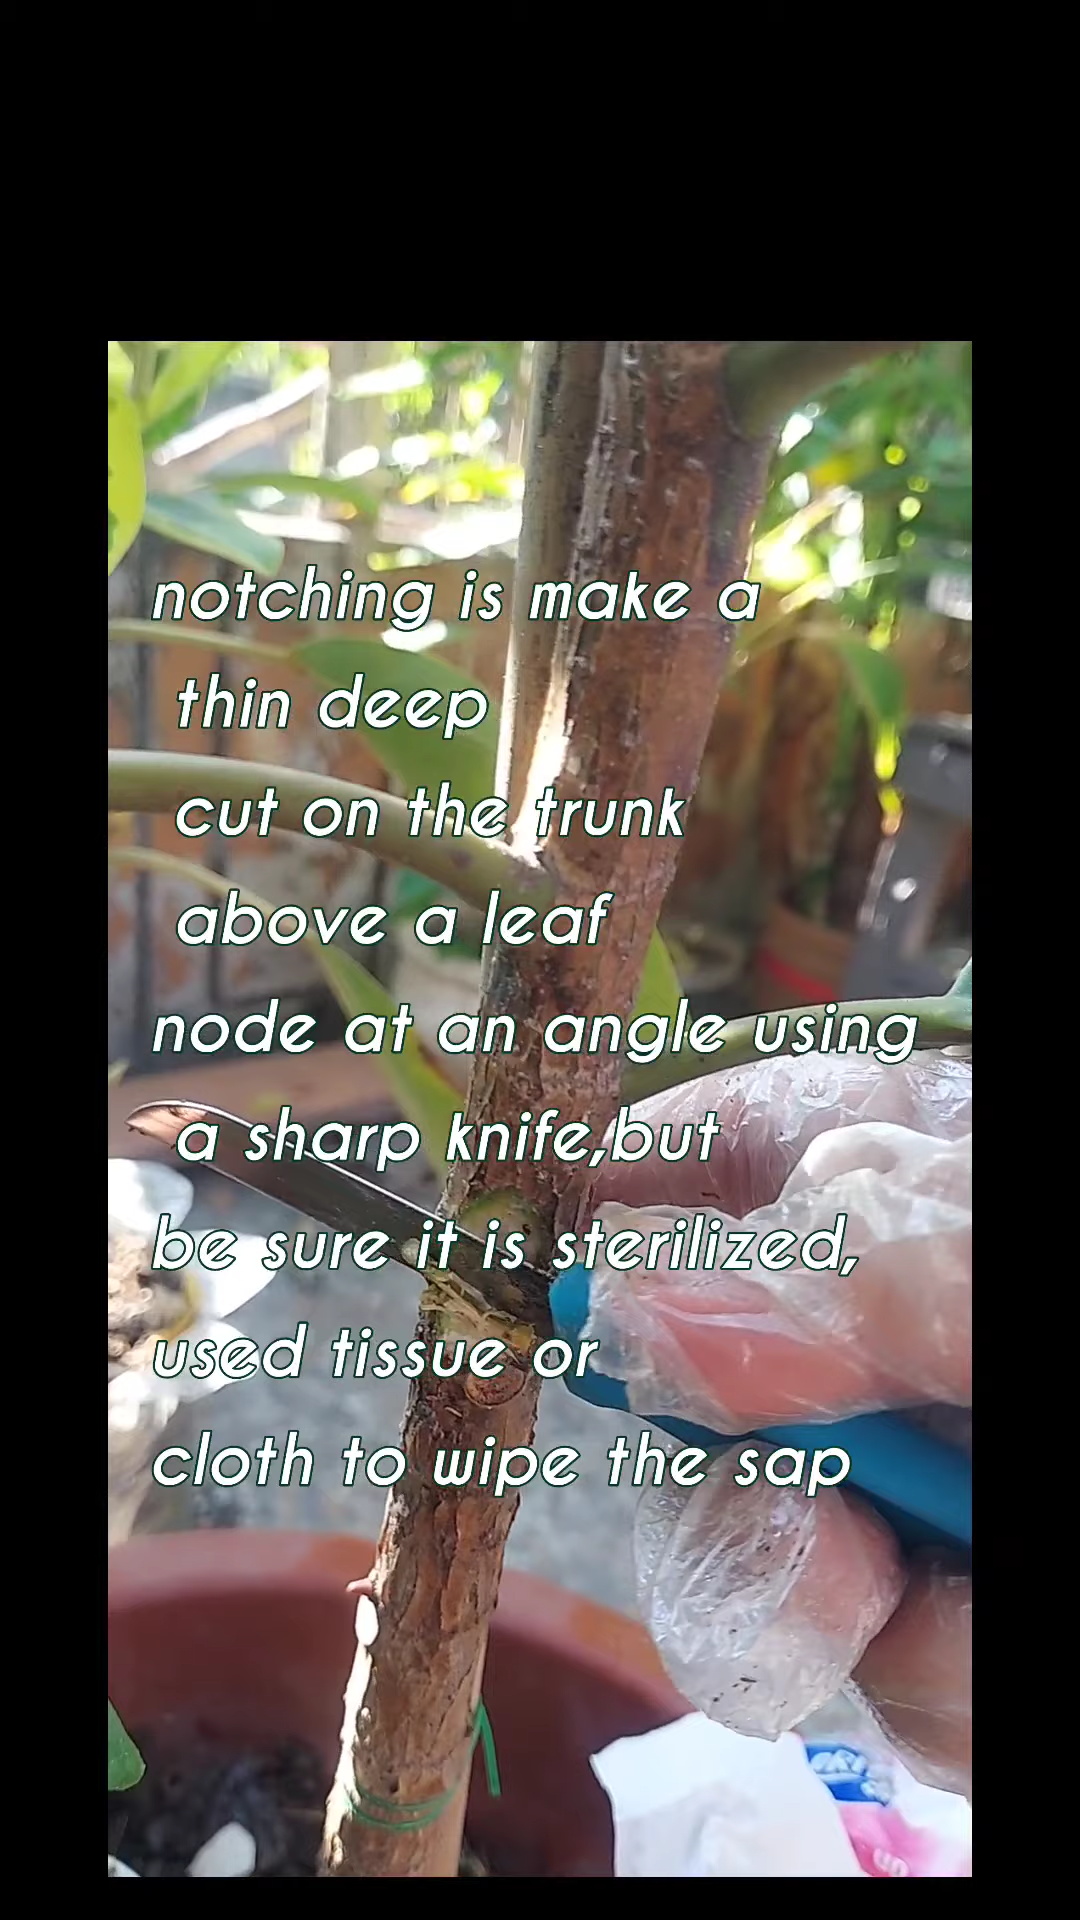 notching is make a
thin deep
cut on the trunk
above a leaf
node at an angle using
a sharp knife,but
be sure it is sterilized,
used tissue or
cloth to wipe the sap